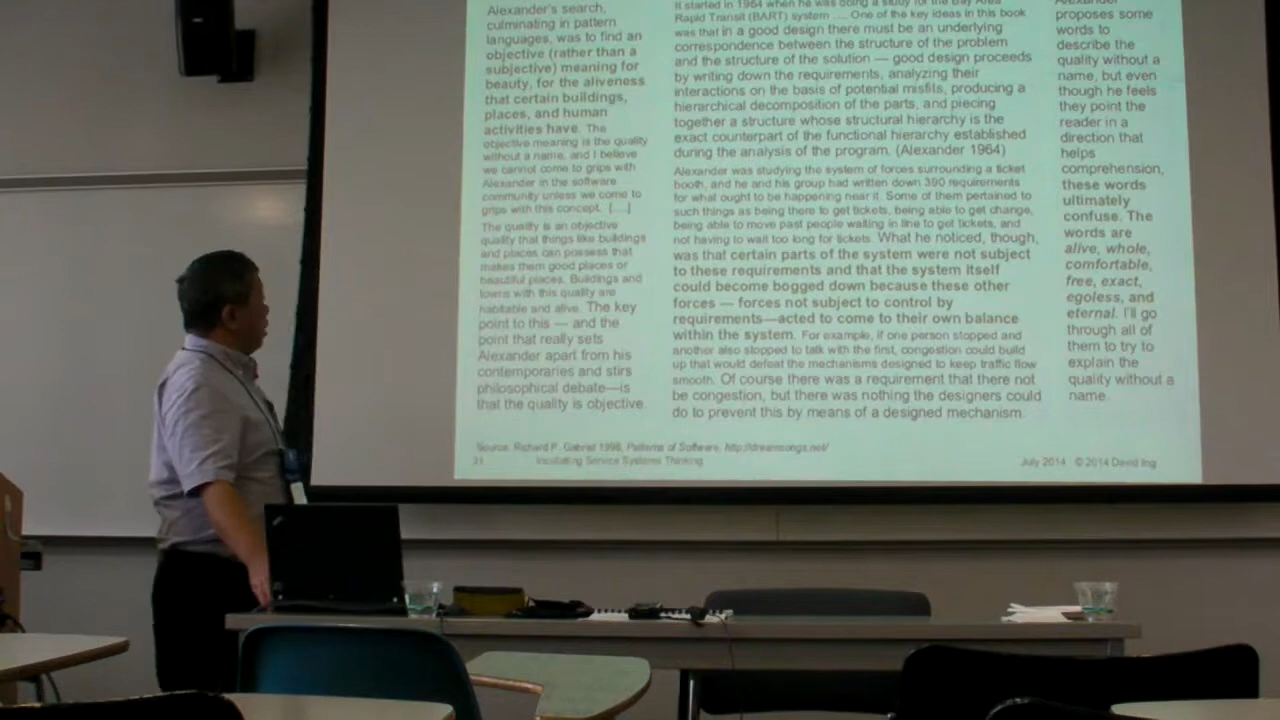 Alexander's search,
culminating in pattern
languages, was to find an
objective (rather than a
subjective) meaning for
beauty, for the aliveness
that certain buildings,
places, and human
activities have. The
objective meaning is the quality
without a name, and I believe
we cannot come to grips with
Alexander in the software
community unless we come to
grips with this concept. [....]
The quality is an objective
quality that things like buildings
and places can possess that
makes them good places or
beautiful places. Buildings and
towns with this quality are
habitable and alive. The key
point to this — and the
point that really sets
Alexander apart from his
contemporaries and stirs
philosophical debate—is
that the quality is objective.
It started in 1964 when he was doing a study for the Bay Area
Rapid Transit (BART) system .... One of the key ideas in this book
was that in a good design there must be an underlying
correspondence between the structure of the problem
and the structure of the solution — good design proceeds
by writing down the requirements, analyzing their
interactions on the basis of potential misfits, producing a
hierarchical decomposition of the parts, and piecing
together a structure whose structural hierarchy is the
exact counterpart of the functional hierarchy established
during the analysis of the program. (Alexander 1964)
Alexander was studying the system of forces surrounding a ticket
booth, and he and his group had written down 390 requirements
for what ought to be happening near it. Some of them pertained to
such things as being there to get tickets, being able to get change,
being able to move past people waiting in line to get tickets, and
not having to wait too long for tickets. What he noticed, though,
was that certain parts of the system were not subject
to these requirements and that the system itself
could become bogged down because these other
forces — forces not subject to control by
requirements—acted to come to their own balance
within the system. For example, if one person stopped and
another also stopped to talk with the first, congestion could build
up that would defeat the mechanisms designed to keep traffic flow
smooth. Of course there was a requirement that there not
be congestion, but there was nothing the designers could
do to prevent this by means of a designed mechanism.
Alexander
proposes some
words to
describe the
quality without a
name, but even
though he feels
they point the
reader in a
direction that
helps
comprehension,
these words
ultimately
confuse. The
words are
alive, whole,
comfortable,
free, exact,
egoless, and
eternal. I'll go
through all of
them to try to
explain the
quality without a
name.
Source: Richard P. Gabriel 1996, Patterns of Software, http://dreamsongs.net/
21 Incubating Service Systems Thinking July 2014 © 2014 David Ing